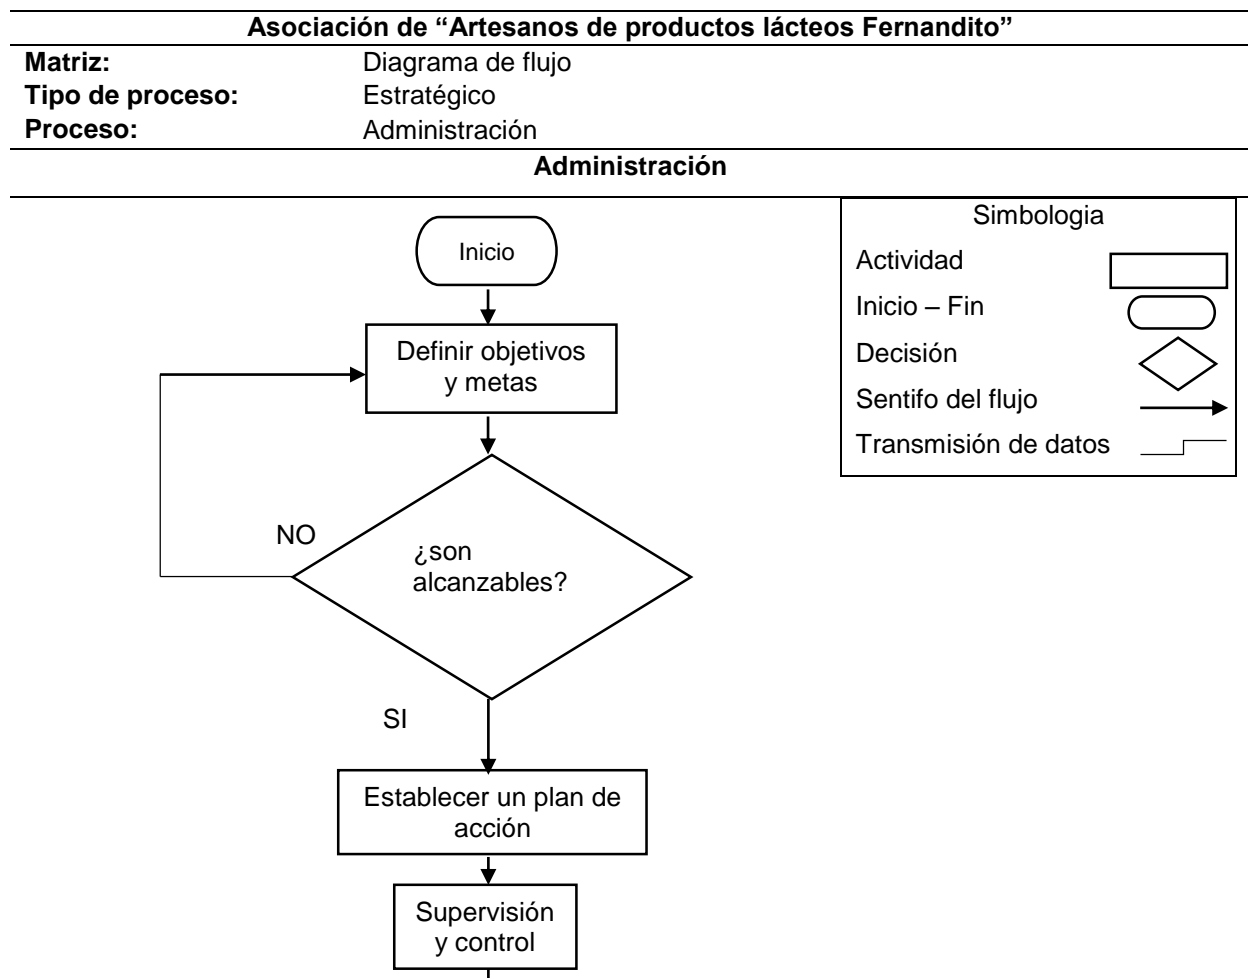 Asociación de “Artesanos de productos lácteos Fernandito”
Matriz: Diagrama de flujo
Tipo de proceso: Estratégico
Proceso: Administración
Administración
Simbologia
Actividad
Inicio – Fin
Decisión
Sentifo del flujo
Transmisión de datos
Inicio
Definir objetivos
y metas
NO
¿son
alcanzables?
SI
Establecer un plan de
acción
Supervisión
y control